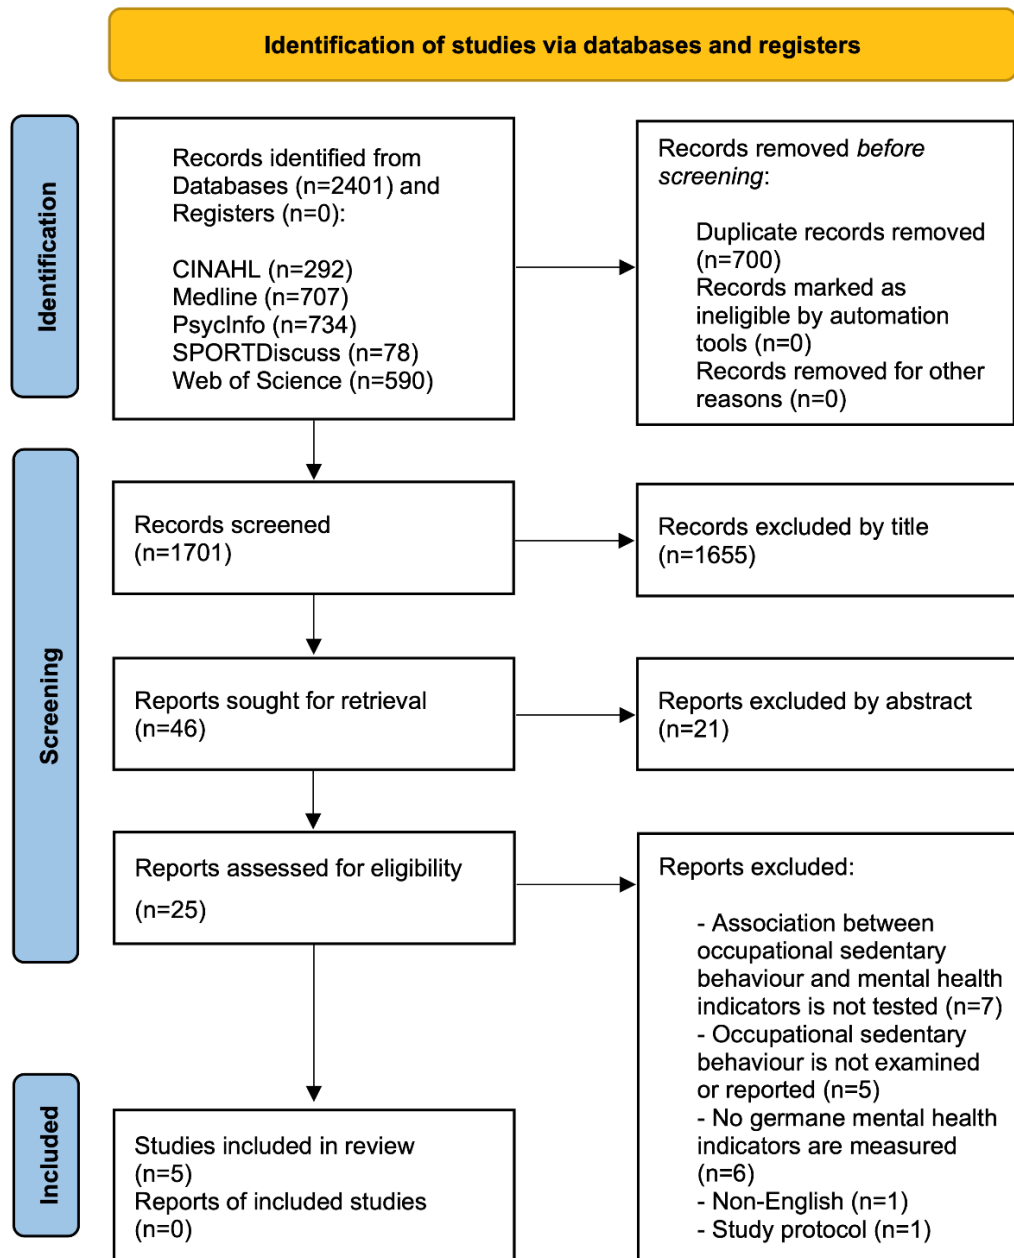 Identification of studies via databases and registers
Identification
Records identified from
Databases (n=2401) and
Registers (n=0):
CINAHL (n=292)
Medline (n=707)
PsycInfo (n=734)
SPORTDiscuss (n=78)
Web of Science (n=590)
Records removed before
screening:
Duplicate records removed
(n=700)
Records marked as
ineligible by automation
tools (n=0)
Records removed for other
reasons (n=0)
Screening
Records screened
(n=1701)
Records excluded by title
(n=1655)
Reports sought for retrieval
(n=46)
Reports excluded by abstract
(n=21)
Reports assessed for eligibility
(n=25)
Reports excluded:
- Association between
occupational sedentary
behaviour and mental health
indicators is not tested (n=7)
- Occupational sedentary
behaviour is not examined
or reported (n=5)
- No germane mental health
indicators are measured
(n=6)
- Non-English (n=1)
- Study protocol (n=1)
Included
Studies included in review
(n=5)
Reports of included studies
(n=0)